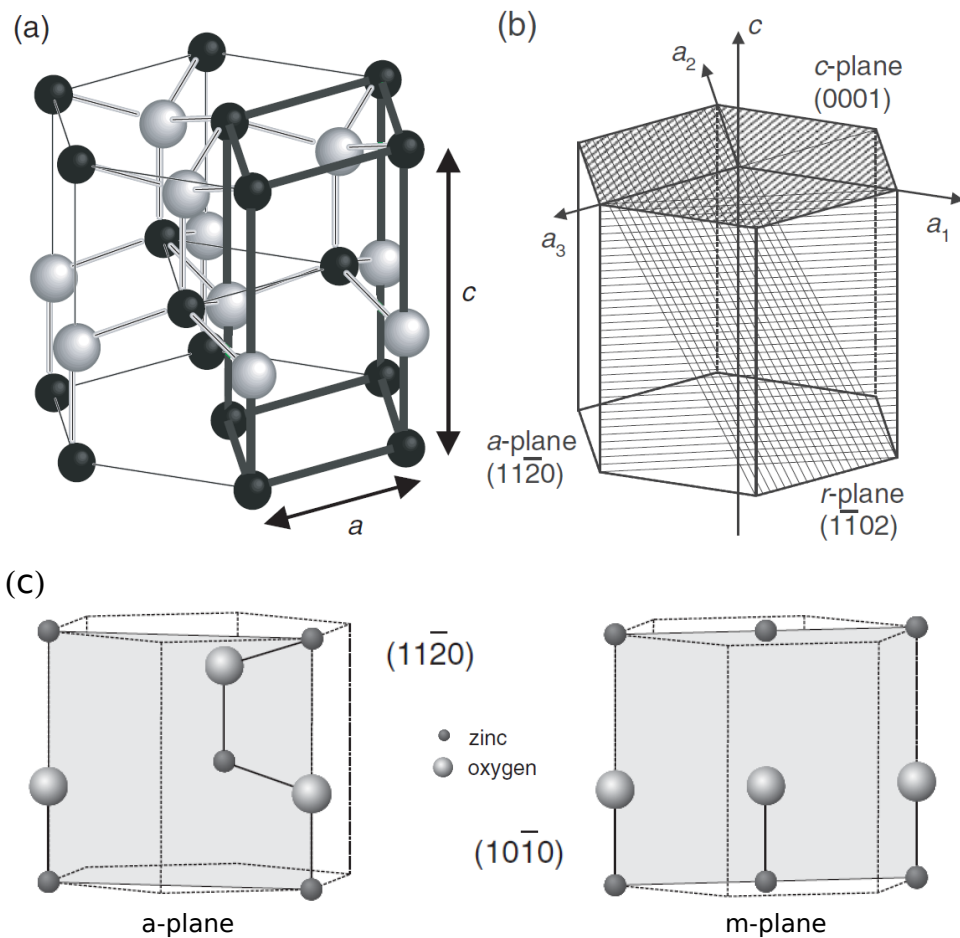 (a)
c
a
(b)
c
a₂
c-plane
(0001)
a₃
a₁
a-plane
(112̅0)
r-plane
(11̅02)
(c)
(112̅0)
zinc
oxygen
(101̅0)
a-plane
m-plane